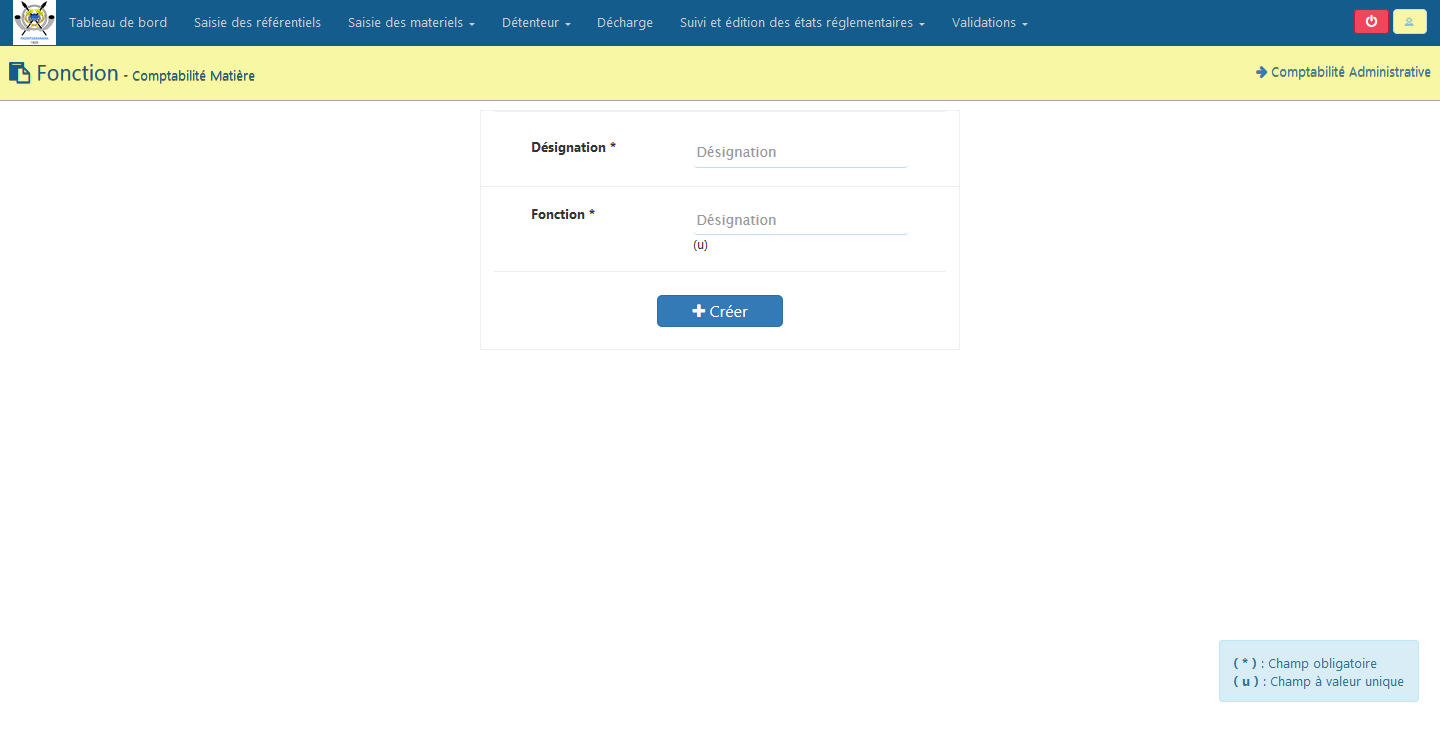 Tableau de bord Saisie des référentiels Saisie des materiels Détenteur Décharge Suivi et édition des états réglementaires Validations
Fonction - Comptabilité Matière Comptabilité Administrative
Désignation * Désignation
Fonction * Désignation
(u)
Créer
( * ) : Champ obligatoire
( u ) : Champ à valeur unique